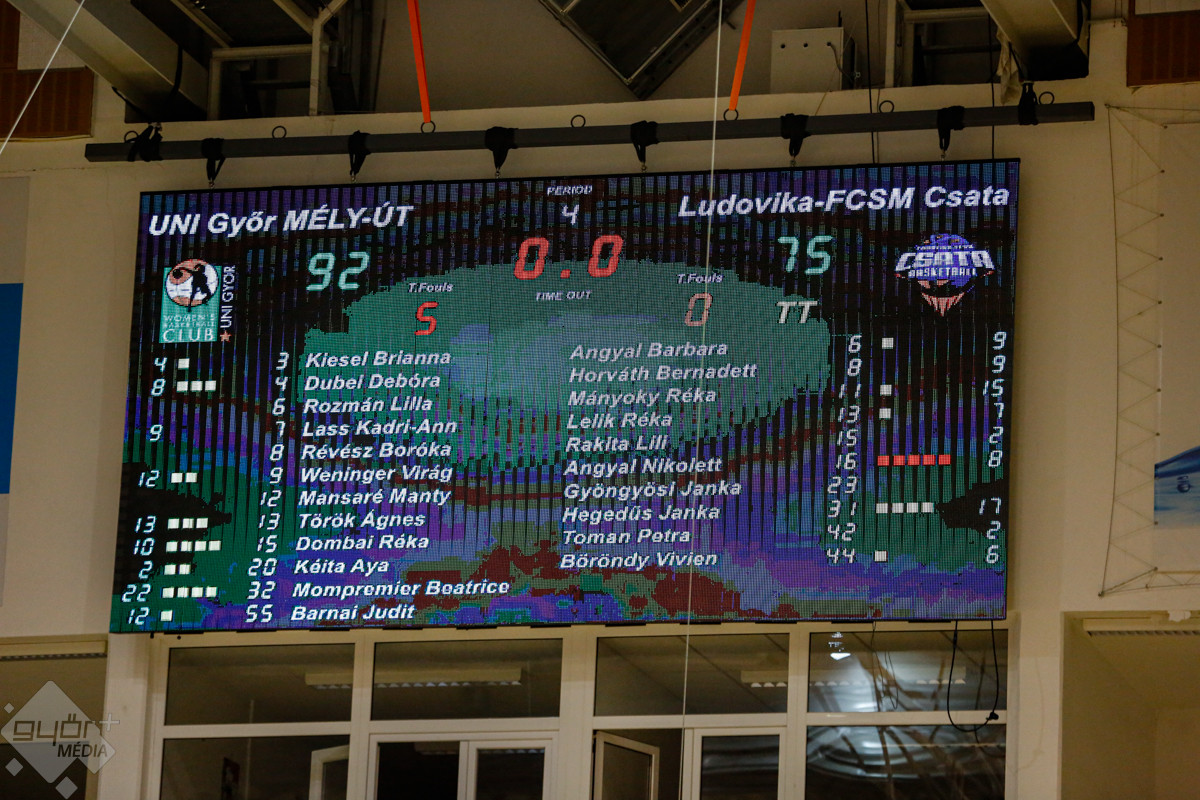 PERIOD
UNI Győr MÉLY-ÚT 4 Ludovika-FCSM Csata
92 0.0 75
T.Fouls TIME OUT T.Fouls
5 0 TT
WOMEN'S
BASKETBALL
CLUB
UNI GYŐR
CSATA
BASKETBALL
4 3 Kiesel Brianna
8 4 Dubei Debóra
6 Rozmán Lilla
9 7 Lass Kadri-Ann
8 Révész Boróka
12 9 Weninger Virág
12 Mansaré Manty
13 13 Török Ágnes
10 15 Dombai Réka
2 20 Kéita Aya
22 32 Mompremier Beatrice
12 55 Barnai Judit
Angyal Barbara 6 9
Horváth Bernadett 8 9
Mányoky Réka 11 15
Lelik Réka 13 7
Rakita Lili 15 2
Angyal Nikolett 16 8
Gyöngyösi Janka 23
Hegedűs Janka 31 17
Toman Petra 42 2
Böröndy Vivien 44 6
győr+
MÉDIA